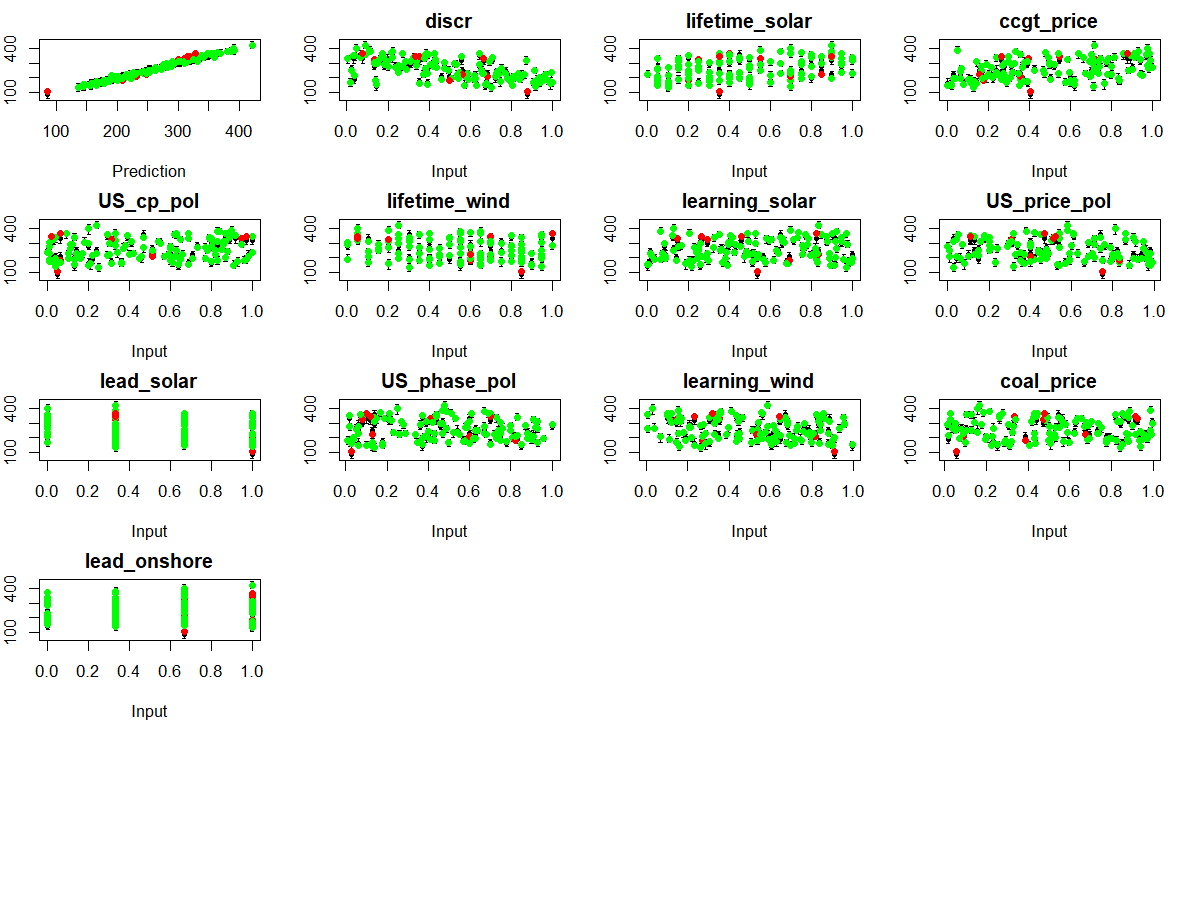 discr lifetime_solar ccgt_price
400 400 400 400
100 100 100 100
100 200 300 400 0.0 0.2 0.4 0.6 0.8 1.0 0.0 0.2 0.4 0.6 0.8 1.0 0.0 0.2 0.4 0.6 0.8 1.0
Prediction Input Input Input
US_cp_pol lifetime_wind learning_solar US_price_pol
400 400 400 400
100 100 100 100
0.0 0.2 0.4 0.6 0.8 1.0 0.0 0.2 0.4 0.6 0.8 1.0 0.0 0.2 0.4 0.6 0.8 1.0 0.0 0.2 0.4 0.6 0.8 1.0
Input Input Input Input
lead_solar US_phase_pol learning_wind coal_price
400 400 400 400
100 100 100 100
0.0 0.2 0.4 0.6 0.8 1.0 0.0 0.2 0.4 0.6 0.8 1.0 0.0 0.2 0.4 0.6 0.8 1.0 0.0 0.2 0.4 0.6 0.8 1.0
Input Input Input Input
lead_onshore
400
100
0.0 0.2 0.4 0.6 0.8 1.0
Input